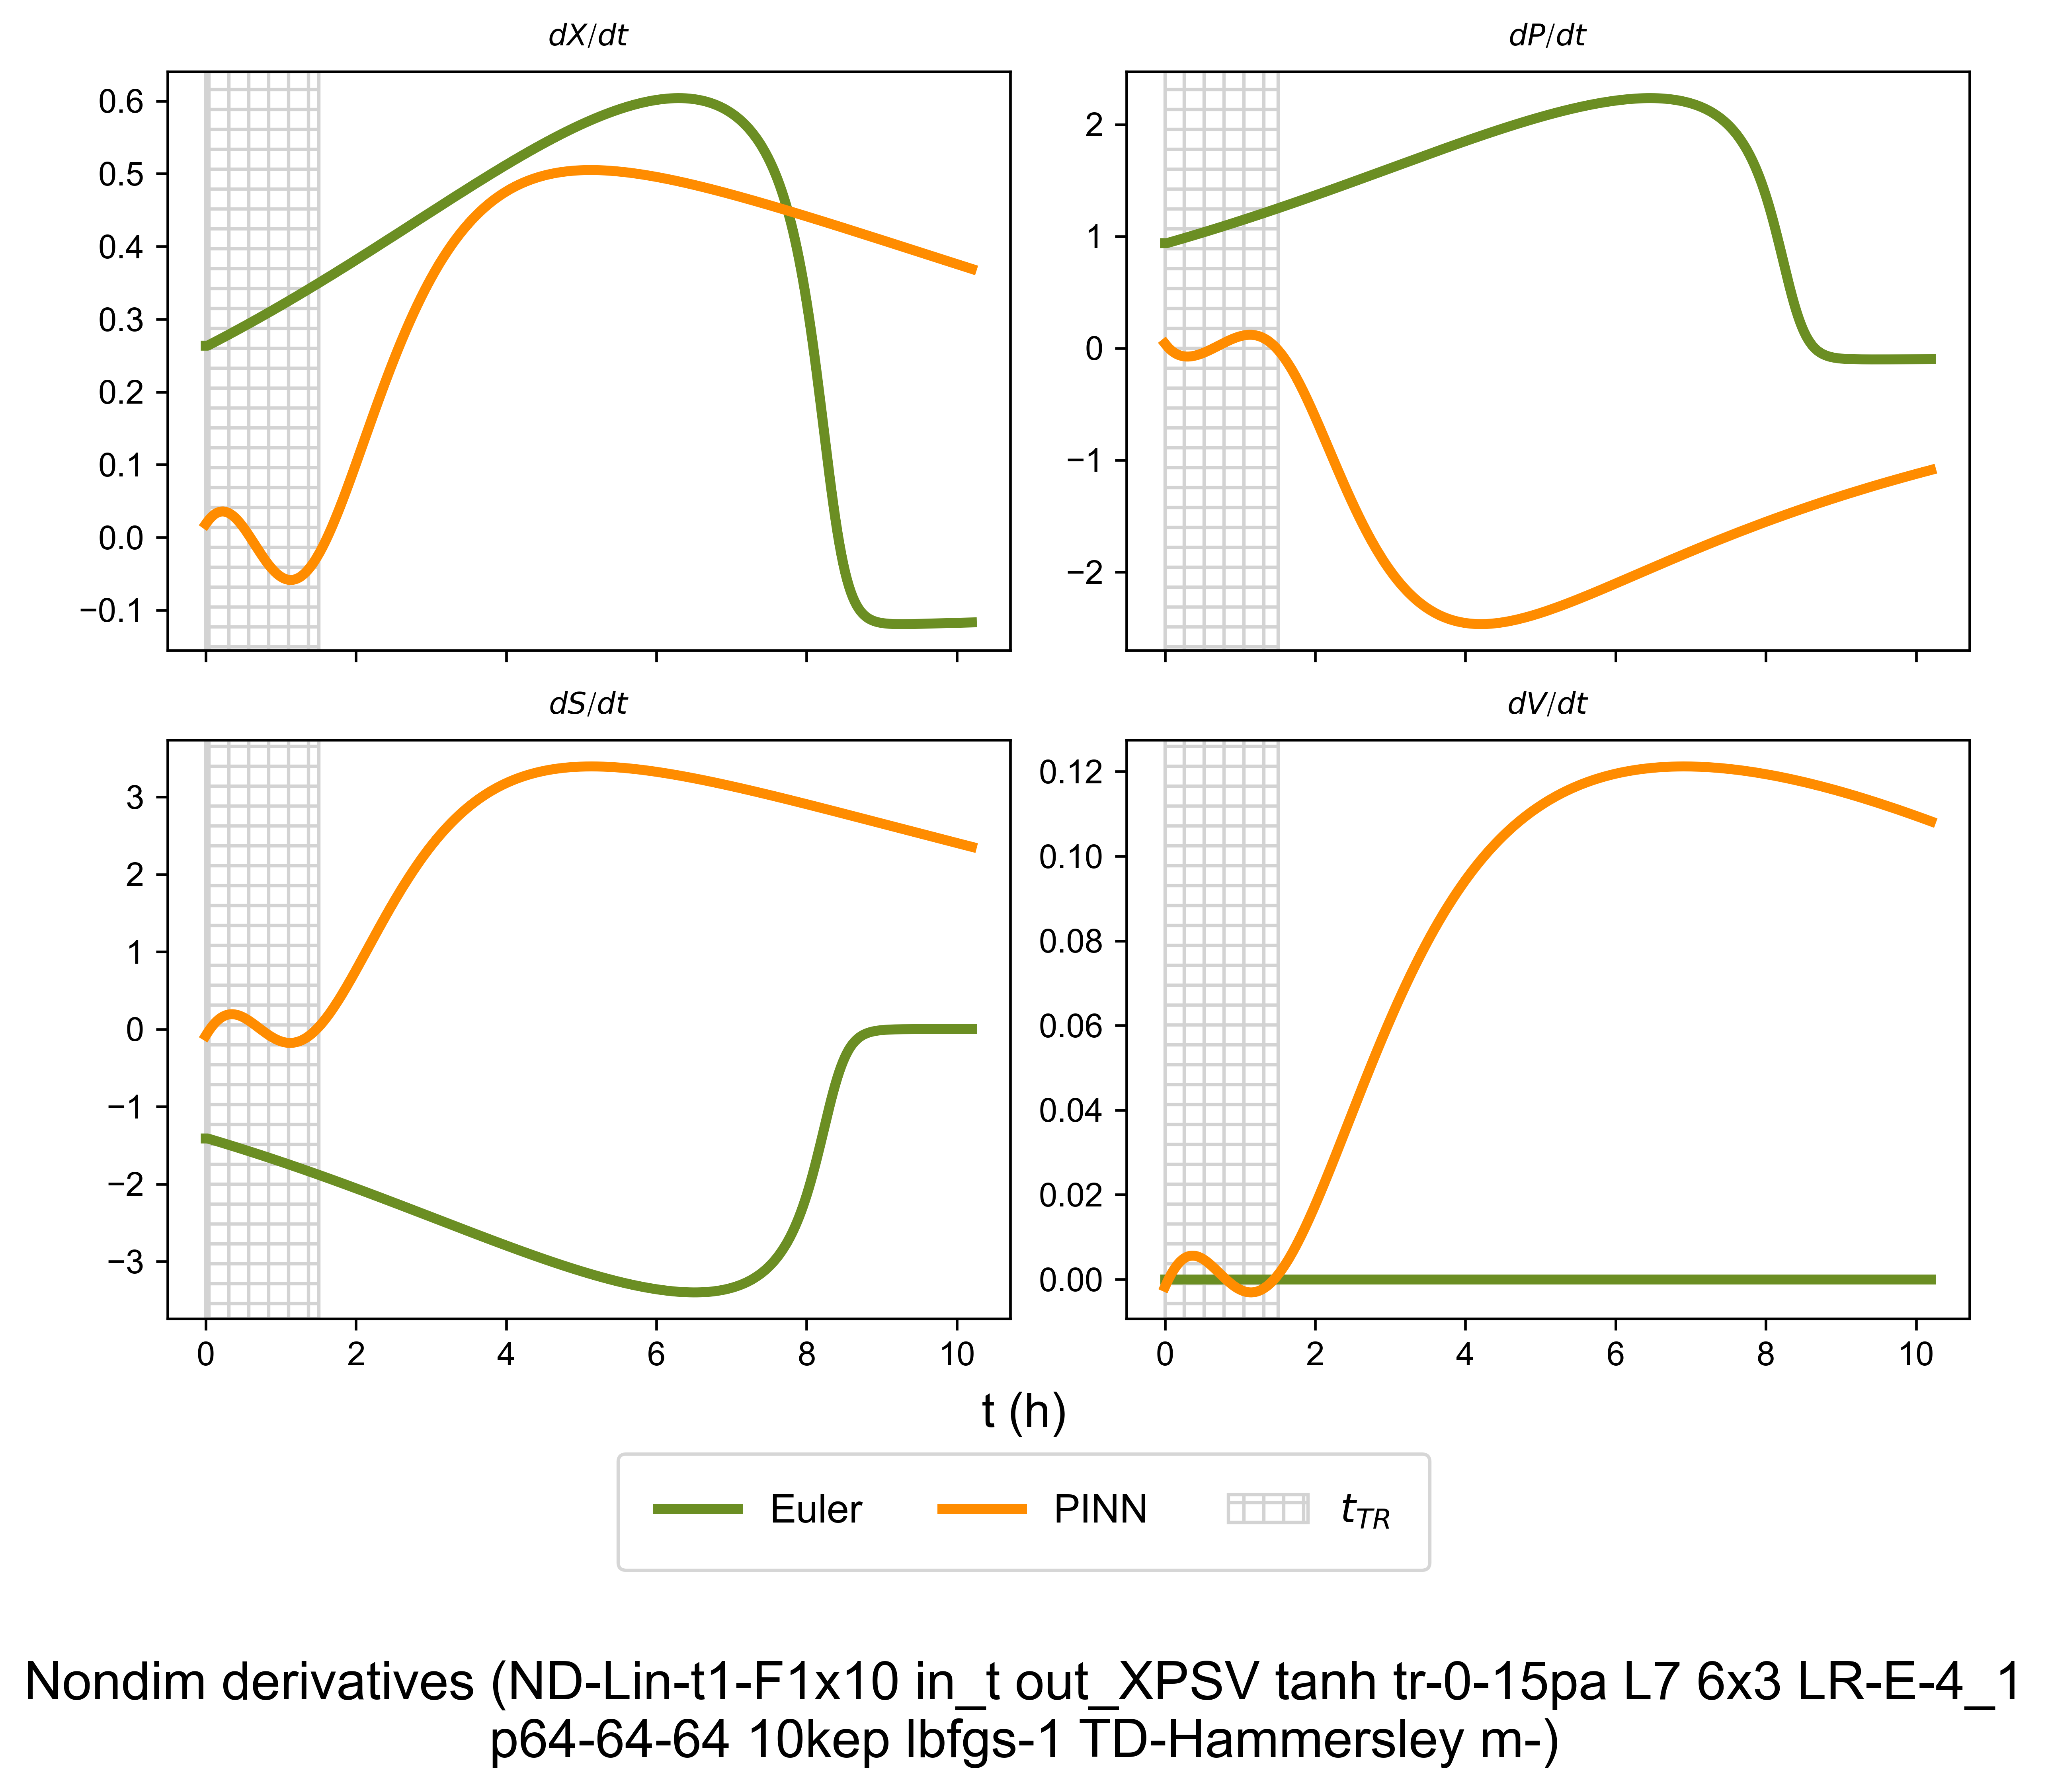 dX/dt
dP/dt
0.6
0.5
0.4
0.3
0.2
0.1
0.0
−0.1
2
1
0
−1
−2
dS/dt
dV/dt
3
2
1
0
−1
−2
−3
0.12
0.10
0.08
0.06
0.04
0.02
0.00
0 2 4 6 8 10
0 2 4 6 8 10
t (h)
Euler PINN t_TR
Nondim derivatives (ND-Lin-t1-F1x10 in_t out_XPSV tanh tr-0-15pa L7 6x3 LR-E-4_1
p64-64-64 10kep lbfgs-1 TD-Hammersley m-)